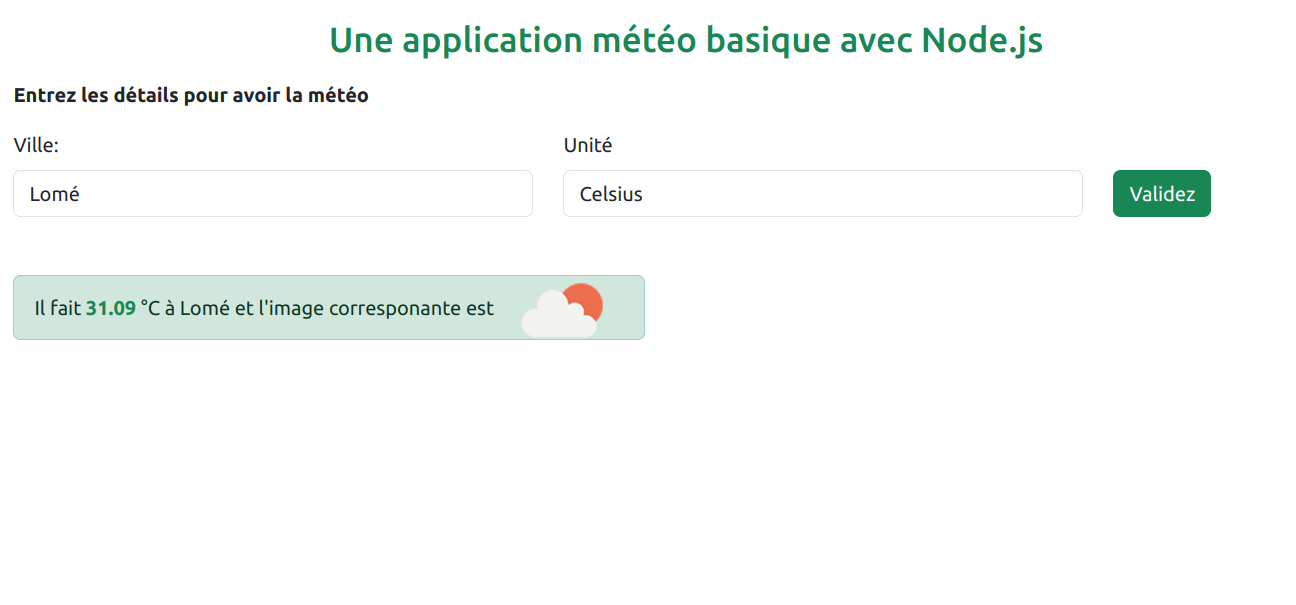 Une application météo basique avec Node.js
Entrez les détails pour avoir la météo
Ville:
Unité
Lomé
Celsius
Validez
Il fait 31.09 °C à Lomé et l'image corresponante est